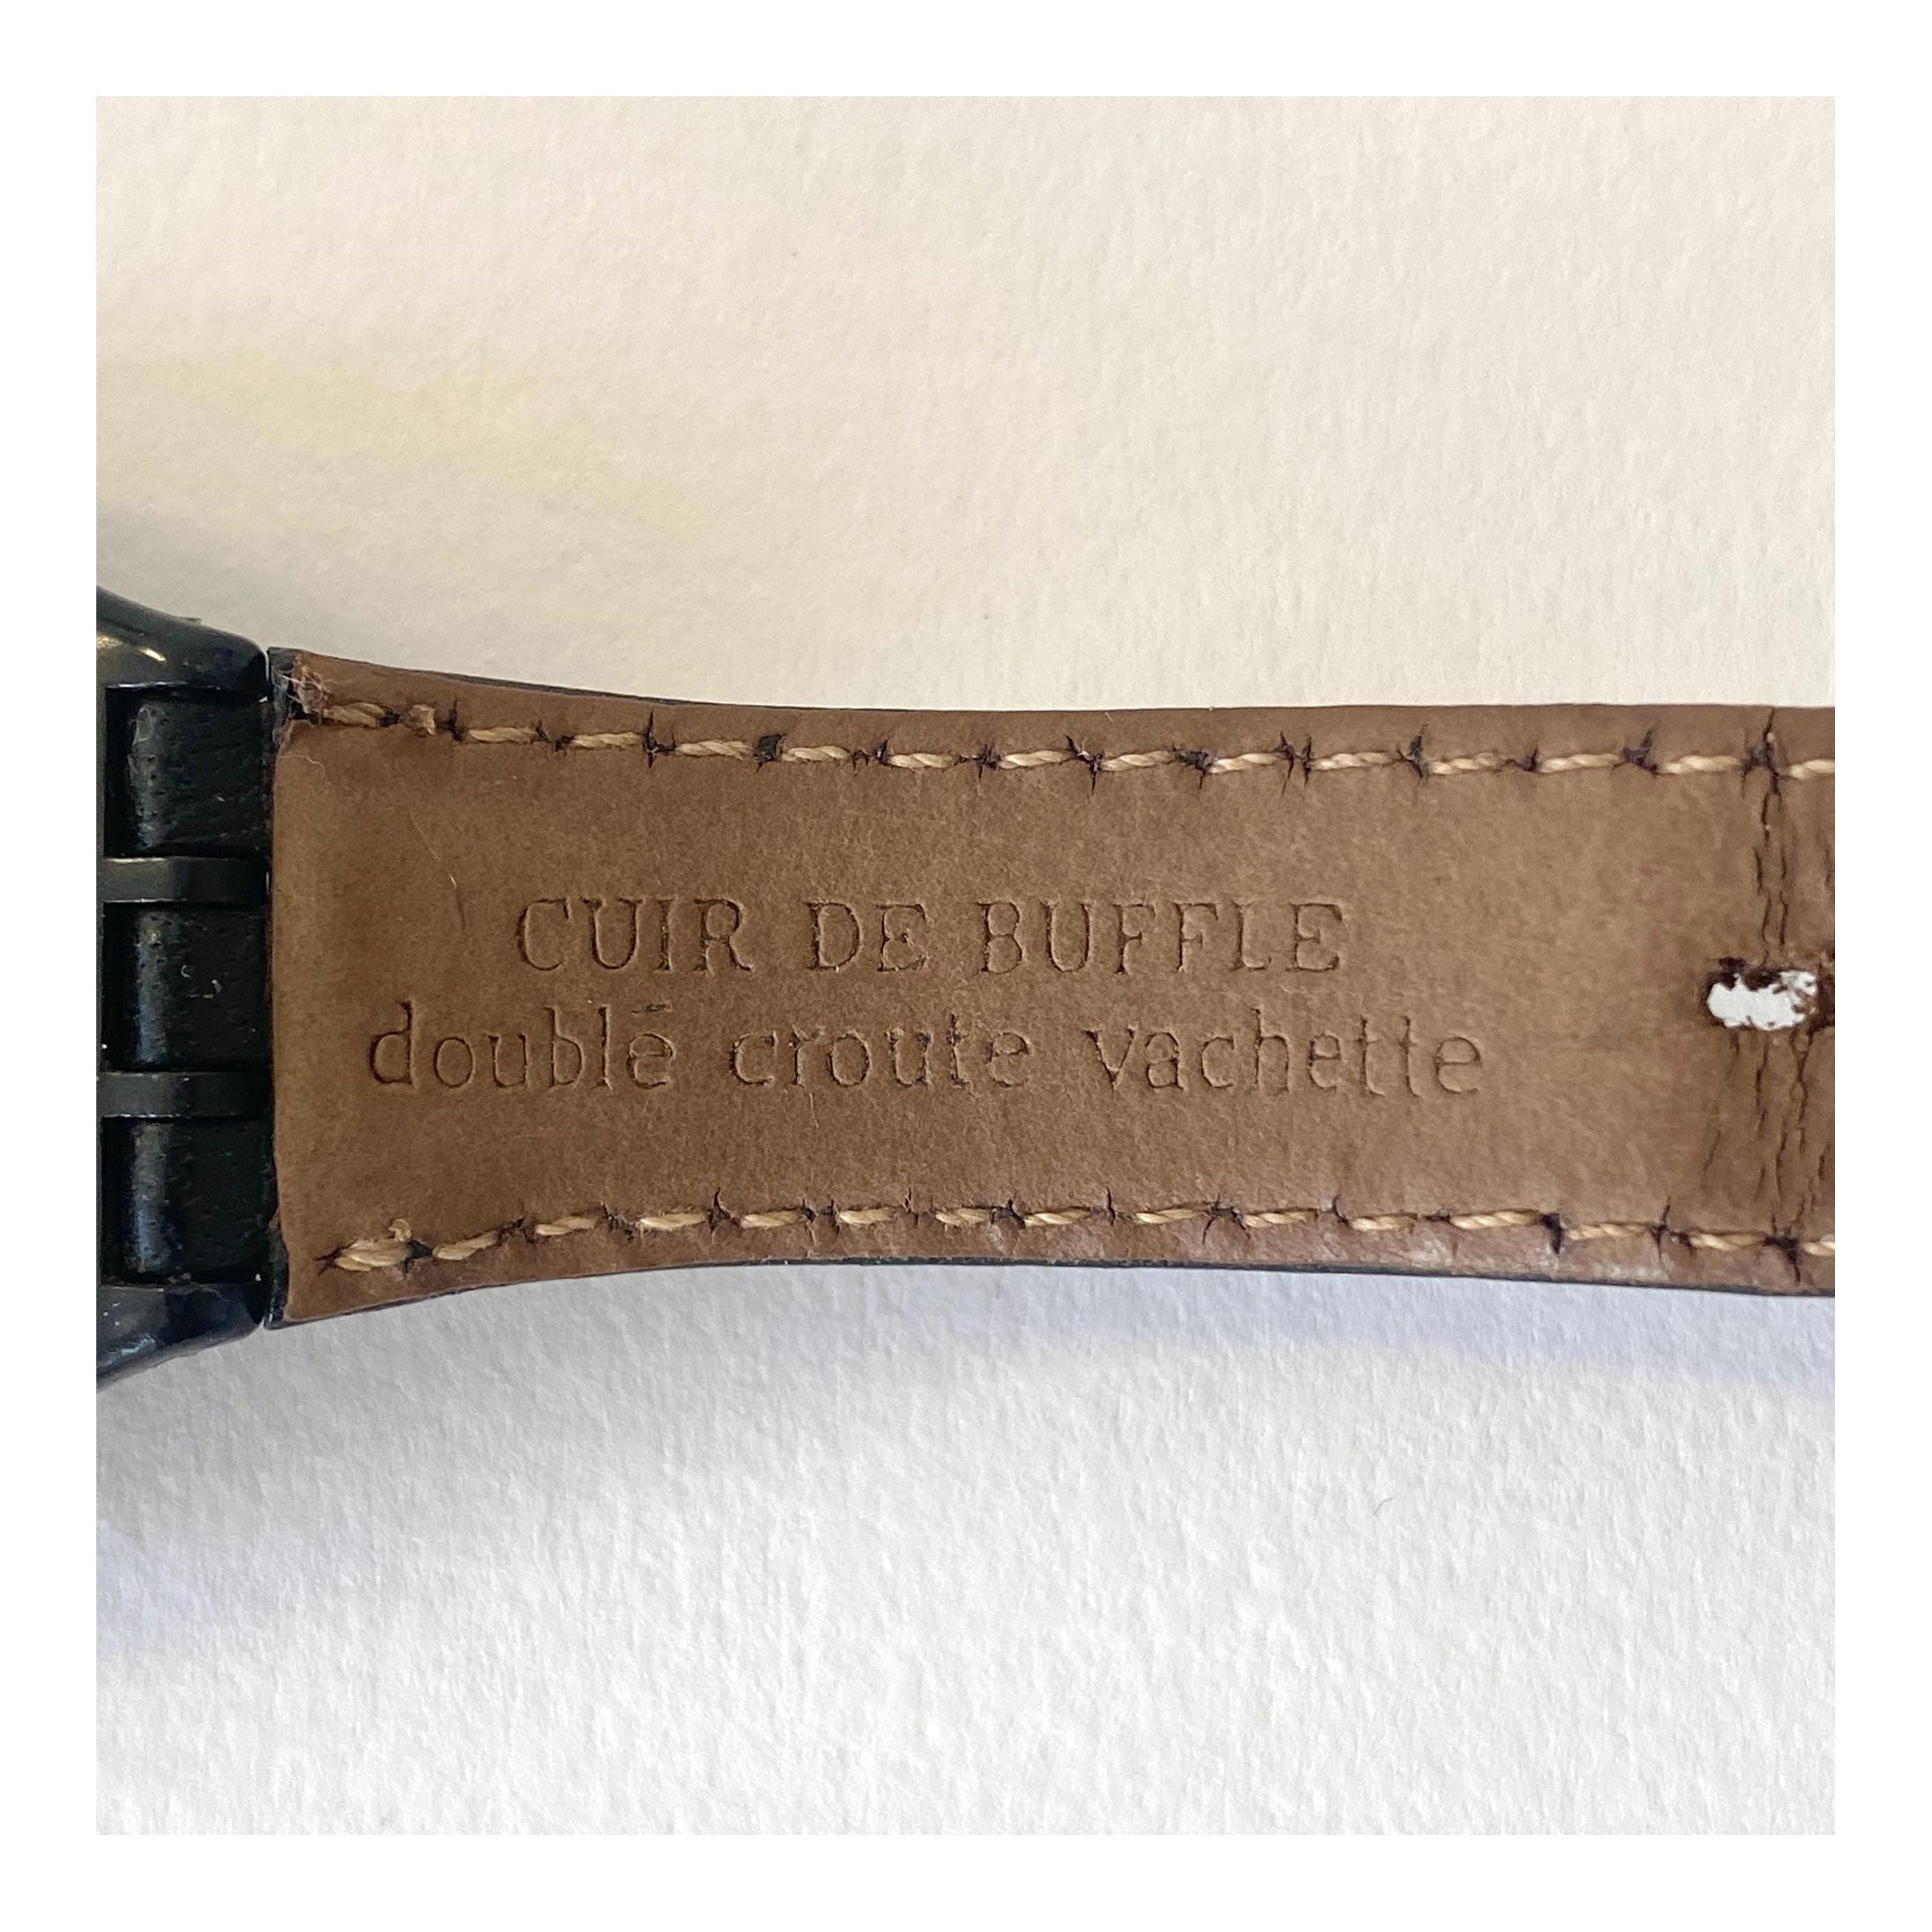 CUIR DE BUFFLE
doublé croute vachette